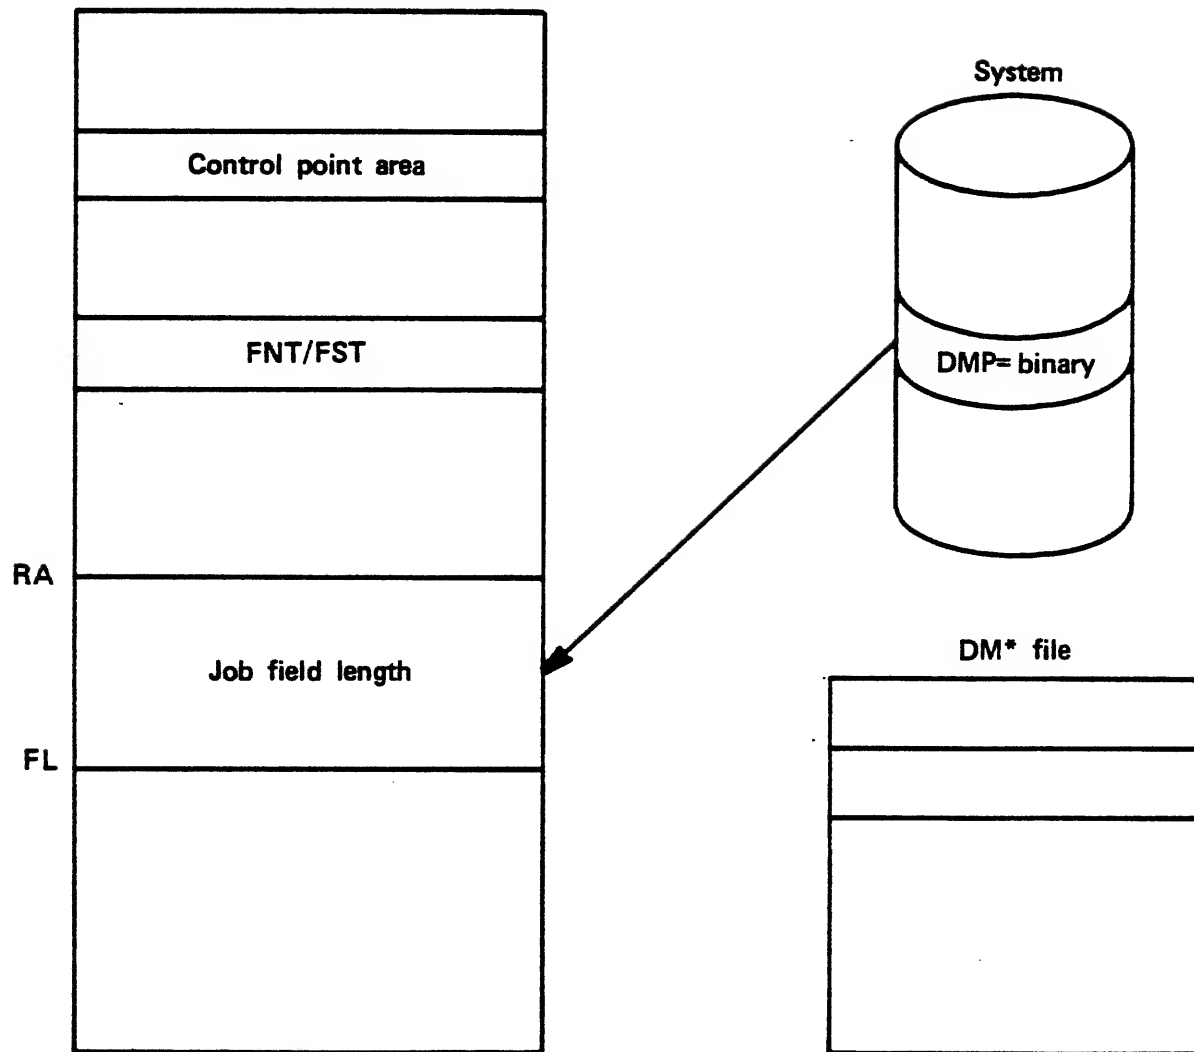 Control point area
FNT/FST
RA
Job field length
FL
System
DMP= binary
DM* file